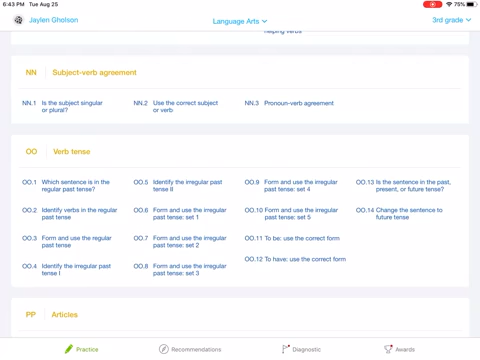 6:43 PM Tue Aug 25
75%
Jaylen Gholson
Language Arts
3rd grade
helping verbs
NN Subject-verb agreement
NN.1 Is the subject singular
or plural?
NN.2 Use the correct subject
or verb
NN.3 Pronoun-verb agreement
OO Verb tense
OO.1 Which sentence is in the
regular past tense?
OO.2 Identify verbs in the regular
past tense
OO.3 Form and use the regular
past tense
OO.4 Identify the irregular past
tense I
OO.5 Identify the irregular past
tense II
OO.6 Form and use the irregular
past tense: set 1
OO.7 Form and use the irregular
past tense: set 2
OO.8 Form and use the irregular
past tense: set 3
OO.9 Form and use the irregular
past tense: set 4
OO.10 Form and use the irregular
past tense: set 5
OO.11 To be: use the correct form
OO.12 To have: use the correct form
OO.13 Is the sentence in the past,
present, or future tense?
OO.14 Change the sentence to
future tense
PP Articles
Practice
Recommendations
Diagnostic
Awards